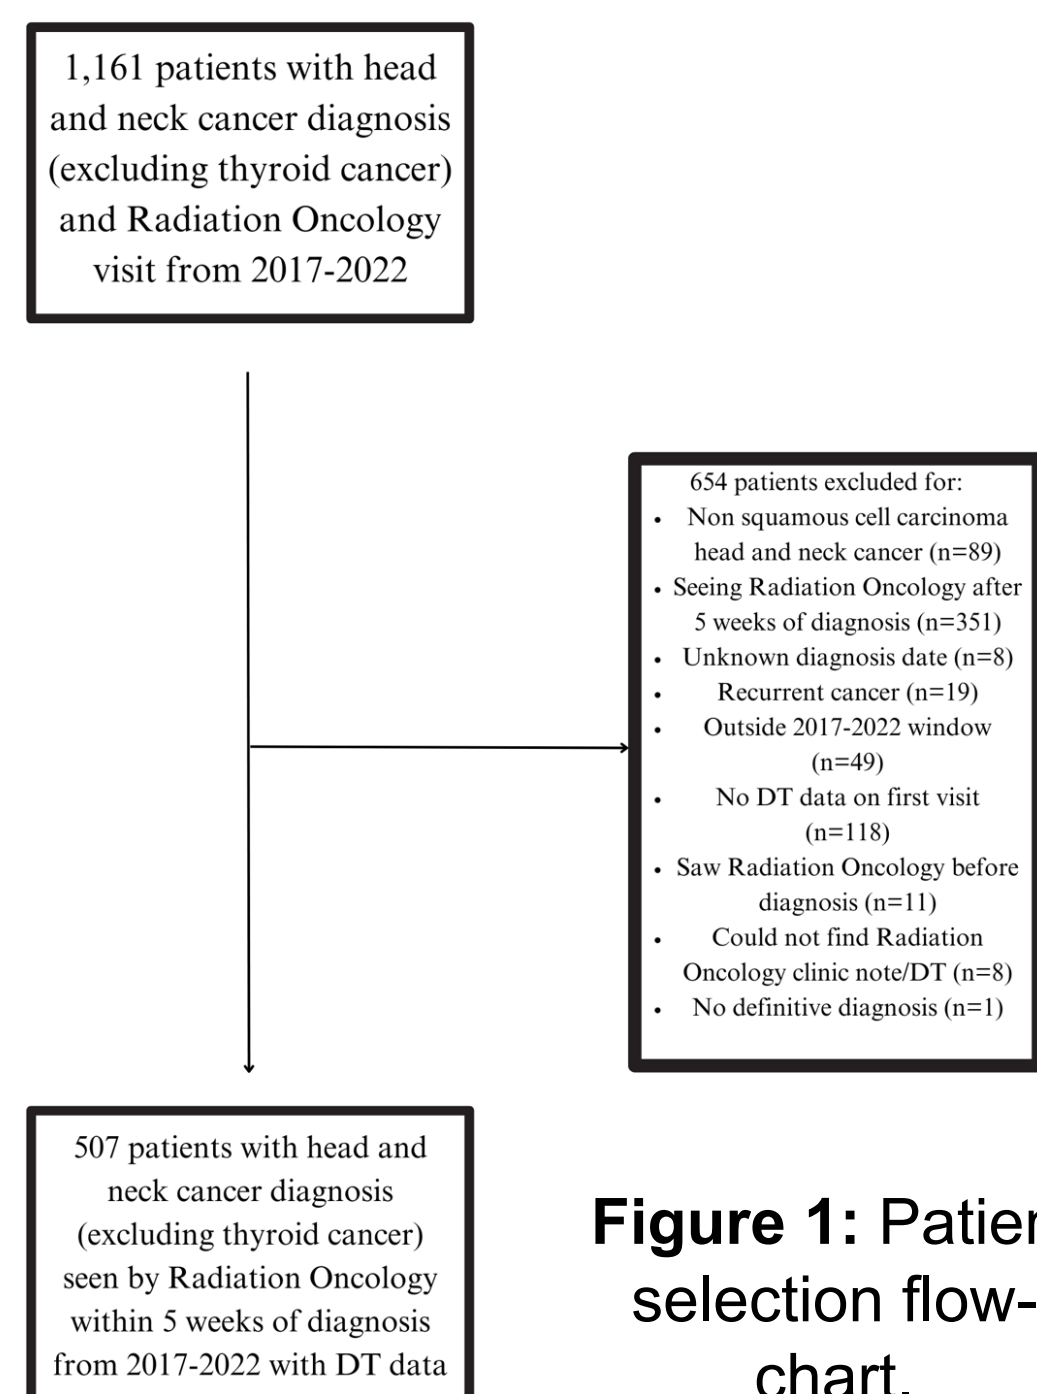 1,161 patients with head
and neck cancer diagnosis
(excluding thyroid cancer)
and Radiation Oncology
visit from 2017-2022
654 patients excluded for:
• Non squamous cell carcinoma
head and neck cancer (n=89)
• Seeing Radiation Oncology after
5 weeks of diagnosis (n=351)
• Unknown diagnosis date (n=8)
• Recurrent cancer (n=19)
• Outside 2017-2022 window
(n=49)
• No DT data on first visit
(n=118)
• Saw Radiation Oncology before
diagnosis (n=11)
• Could not find Radiation
Oncology clinic note/DT (n=8)
• No definitive diagnosis (n=1)
507 patients with head and
neck cancer diagnosis
(excluding thyroid cancer)
seen by Radiation Oncology
within 5 weeks of diagnosis
from 2017-2022 with DT data
Figure 1:
selection flow-
chart.